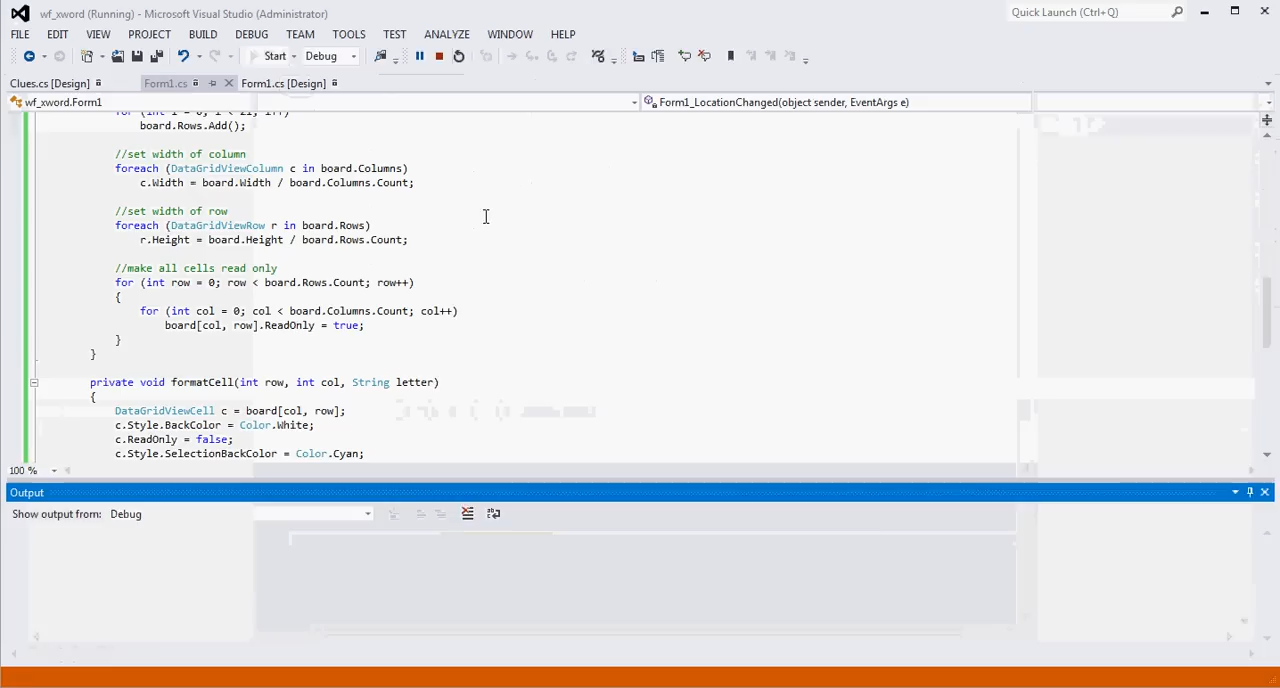 wf_xword (Running) - Microsoft Visual Studio (Administrator)
Quick Launch (Ctrl+Q)
FILE EDIT VIEW PROJECT BUILD DEBUG TEAM TOOLS TEST ANALYZE WINDOW HELP
Start Debug
Clues.cs [Design] Form1.cs Form1.cs [Design]
wf_xword.Form1 Form1_LocationChanged(object sender, EventArgs e)
for (int i = 0; i < 21; i++)
board.Rows.Add();
//set width of column
foreach (DataGridViewColumn c in board.Columns)
c.Width = board.Width / board.Columns.Count;
//set width of row
foreach (DataGridViewRow r in board.Rows)
r.Height = board.Height / board.Rows.Count;
//make all cells read only
for (int row = 0; row < board.Rows.Count; row++)
{
for (int col = 0; col < board.Columns.Count; col++)
board[col, row].ReadOnly = true;
}
}
private void formatCell(int row, int col, String letter)
{
DataGridViewCell c = board[col, row];
c.Style.BackColor = Color.White;
c.ReadOnly = false;
c.Style.SelectionBackColor = Color.Cyan;
100 %
Output
Show output from: Debug